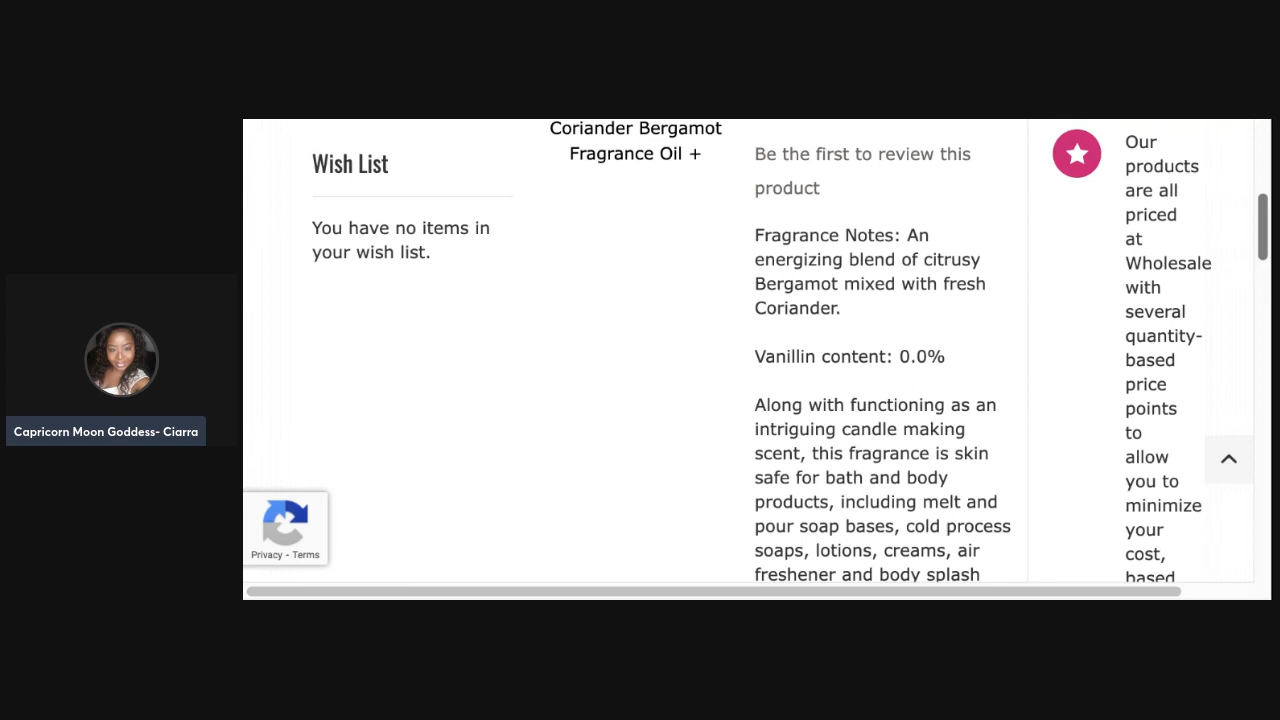 Capricorn Moon Goddess- Ciarra
Wish List
You have no items in
your wish list.
Privacy - Terms
Coriander Bergamot
Fragrance Oil +
Be the first to review this
product
Fragrance Notes: An
energizing blend of citrusy
Bergamot mixed with fresh
Coriander.
Vanillin content: 0.0%
Along with functioning as an
intriguing candle making
scent, this fragrance is skin
safe for bath and body
products, including melt and
pour soap bases, cold process
soaps, lotions, creams, air
freshener and body splash
Our
products
are all
priced
at
Wholesale
with
several
quantity-
based
price
points
to
allow
you to
minimize
your
cost,
based